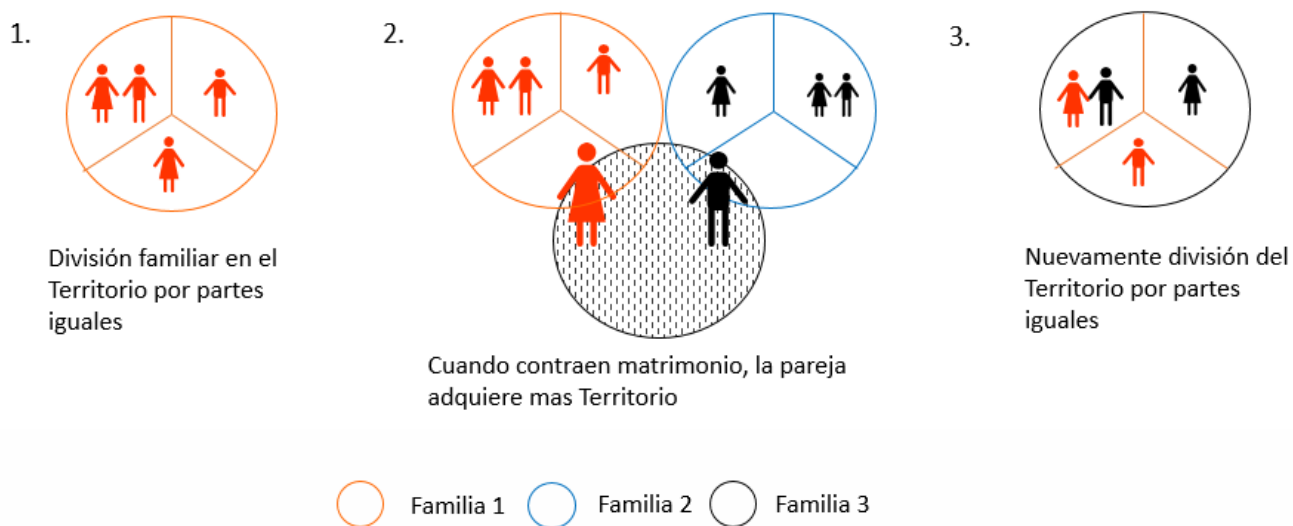 1.
2.
3.
División familiar en el
Territorio por partes
iguales
Cuando contraen matrimonio, la pareja
adquiere mas Territorio
Nuevamente división del
Territorio por partes
iguales
Familia 1
Familia 2
Familia 3